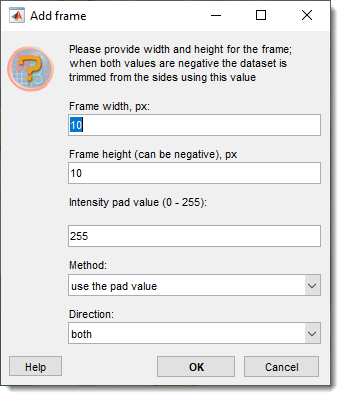 Add frame
Please provide width and height for the frame;
when both values are negative the dataset is
trimmed from the sides using this value
Frame width, px:
10
Frame height (can be negative), px
10
Intensity pad value (0 - 255):
255
Method:
use the pad value
Direction:
both
Help
OK
Cancel